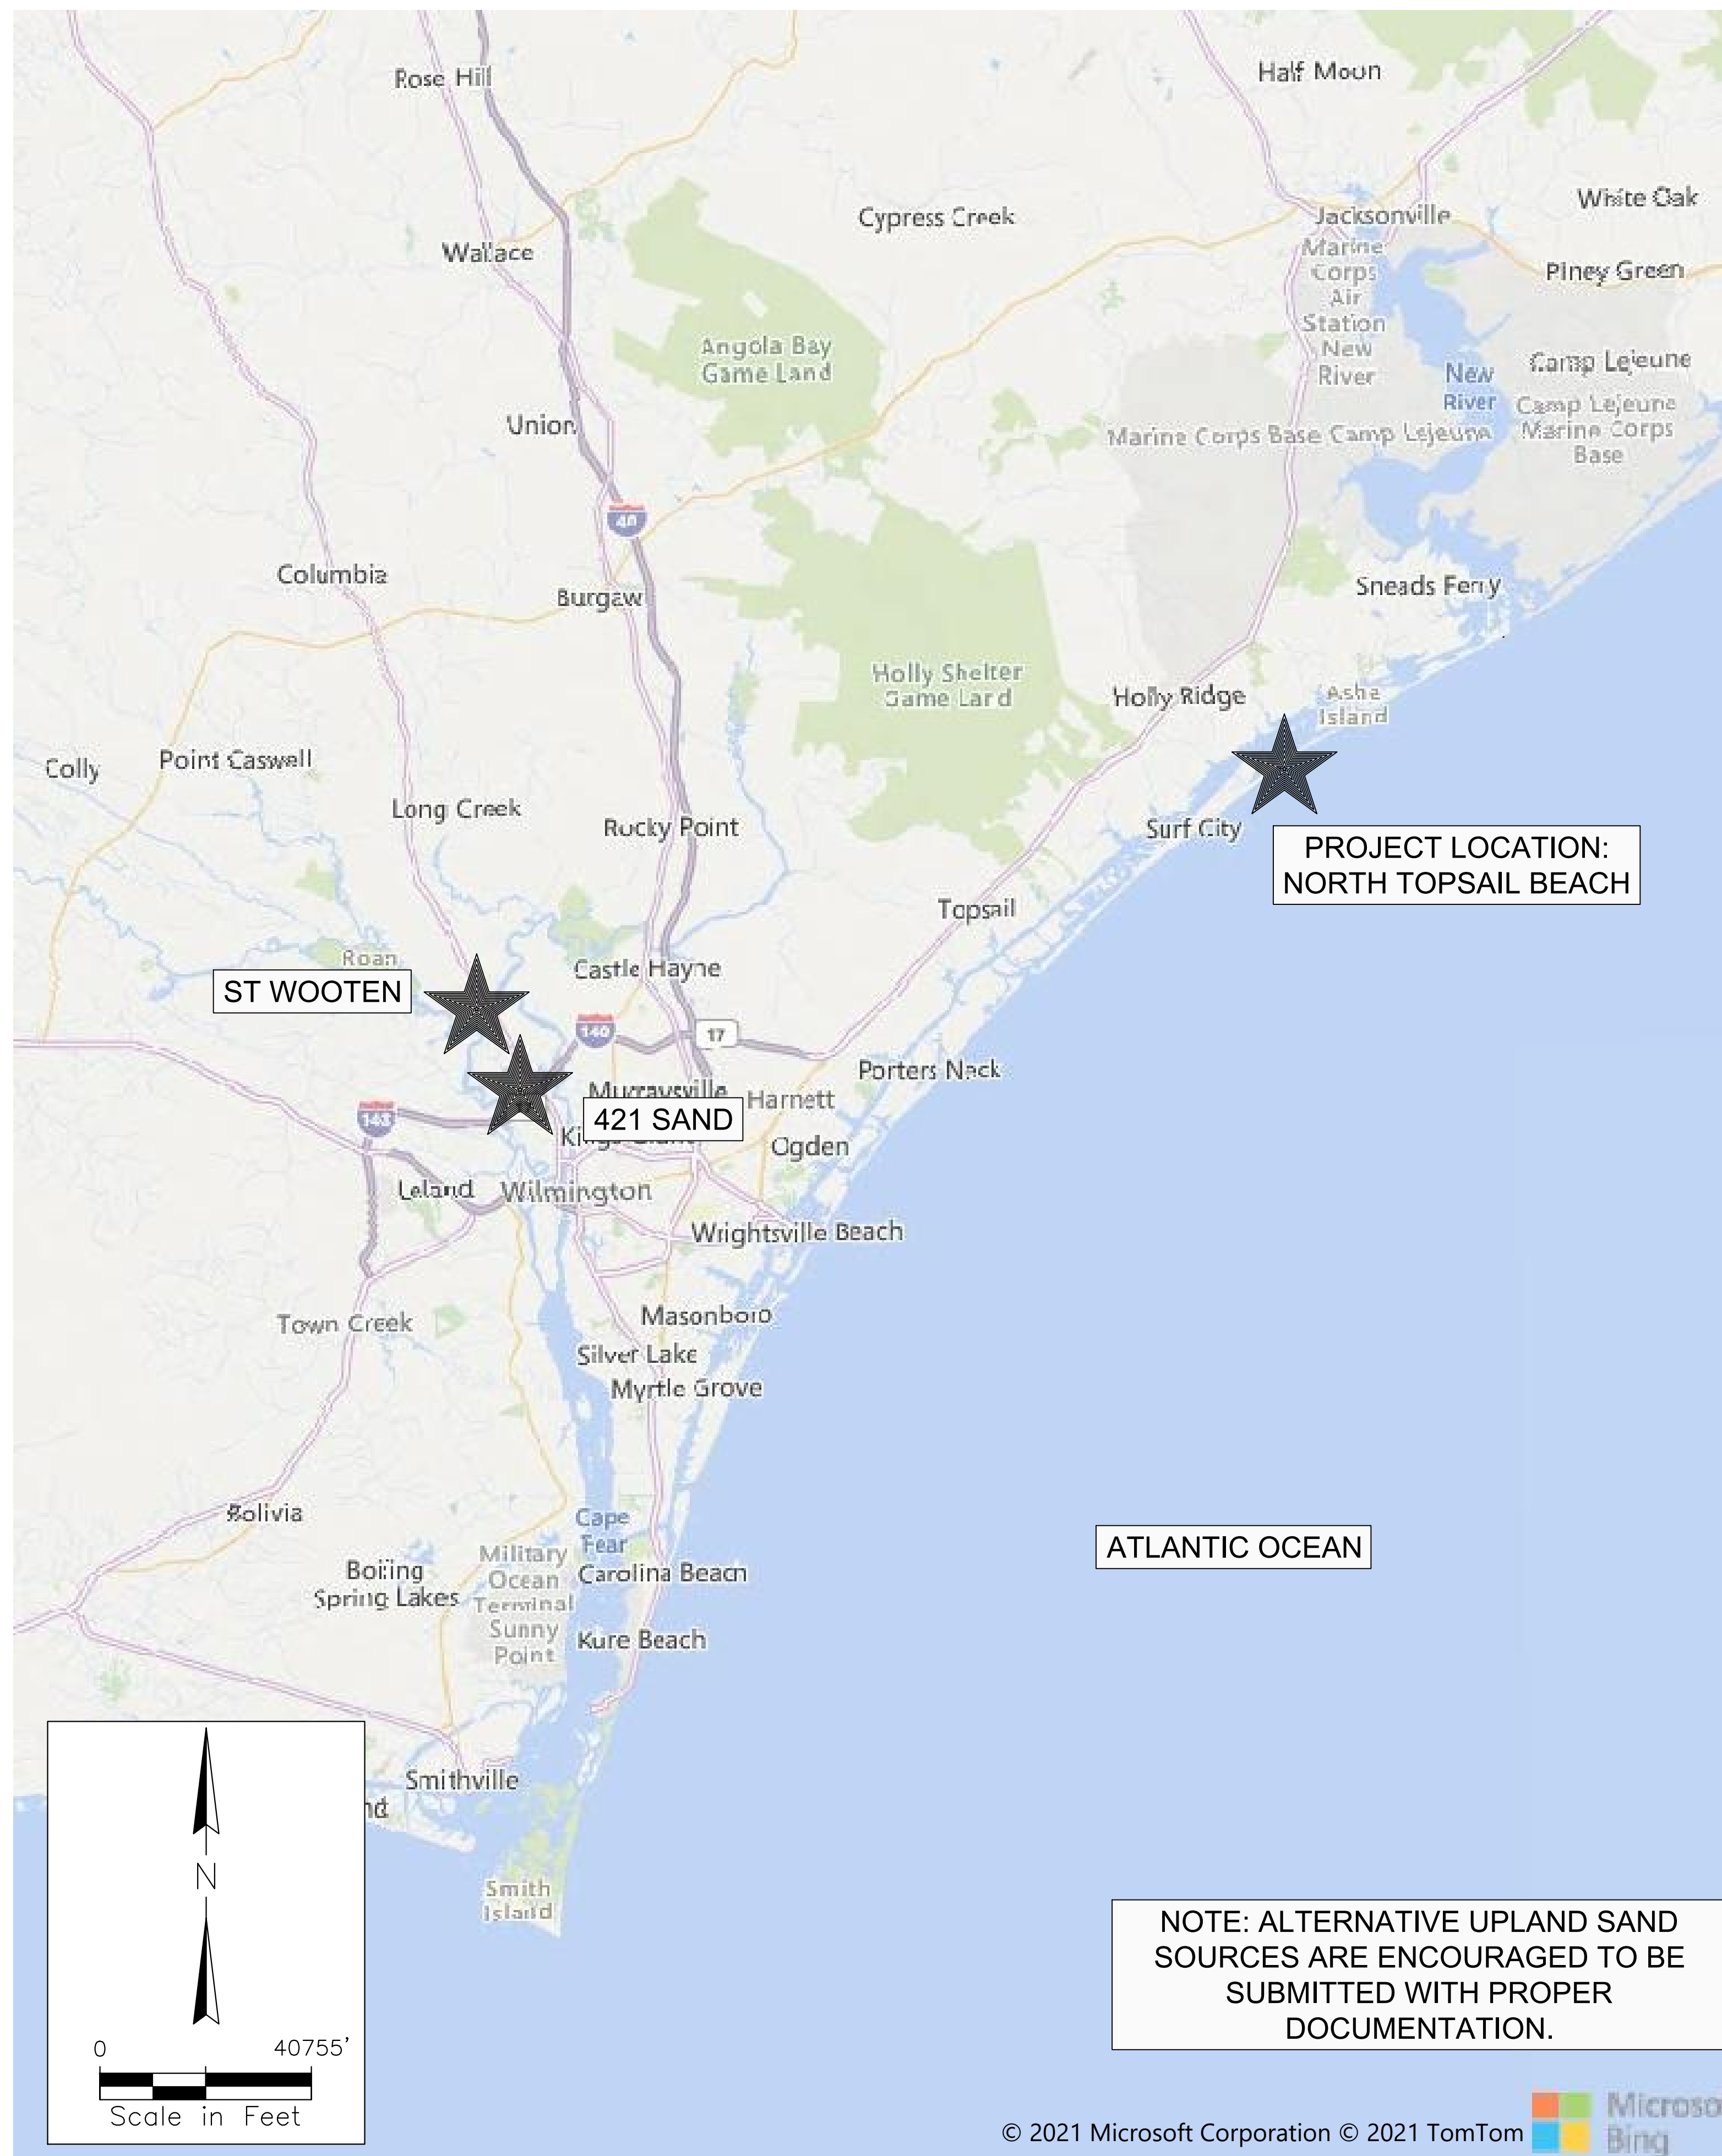 Rose Hill
Half Moon
White Oak
Cypress Creek
Jacksonville
Wallace
Marine
Corps
Air
Station
New
River
Piney Green
Angola Bay
Game Land
Camp Lejeune
New
River
Camp Lejeune
Marine Corps
Base
Union
Marine Corps Base Camp Lejeune
40
Columbia
Burgaw
Sneads Ferry
Holly Shelter
Game Land
Holly Ridge
Ashe
Island
Colly
Point Caswell
Long Creek
Rocky Point
Surf City
PROJECT LOCATION:
NORTH TOPSAIL BEACH
Topsail
Roan
Castle Hayne
ST WOOTEN
140
17
Porters Neck
Murraysville
Harnett
421 SAND
Ogden
Leland
Wilmington
Wrightsville Beach
Masonboro
Town Creek
Silver Lake
Myrtle Grove
Bolivia
Cape
Fear
ATLANTIC OCEAN
Military
Ocean
Terminal
Sunny
Point
Boiling
Spring Lakes
Carolina Beach
Kure Beach
Smithville
nd
Smith
Island
N
0 40755'
Scale in Feet
NOTE: ALTERNATIVE UPLAND SAND
SOURCES ARE ENCOURAGED TO BE
SUBMITTED WITH PROPER
DOCUMENTATION.
© 2021 Microsoft Corporation © 2021 TomTom
Microso
Bing